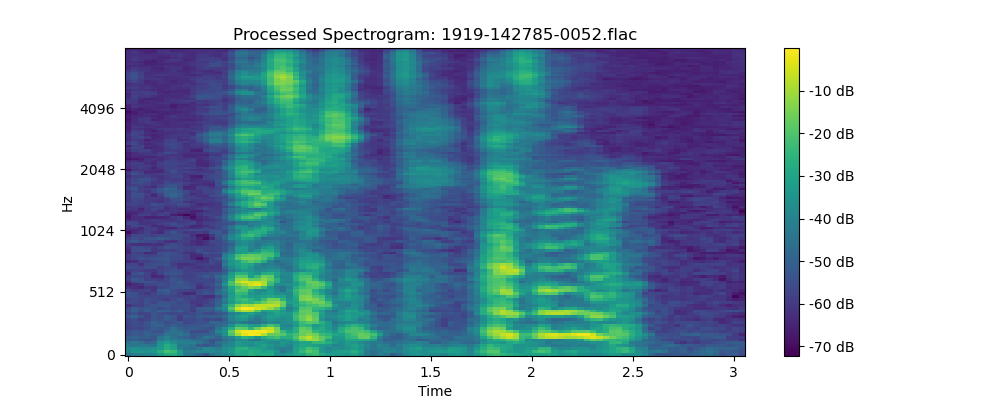 Processed Spectrogram: 1919-142785-0052.flac
Hz
4096
2048
1024
512
0
0
0.5
1
1.5
2
2.5
3
Time
-10 dB
-20 dB
-30 dB
-40 dB
-50 dB
-60 dB
-70 dB